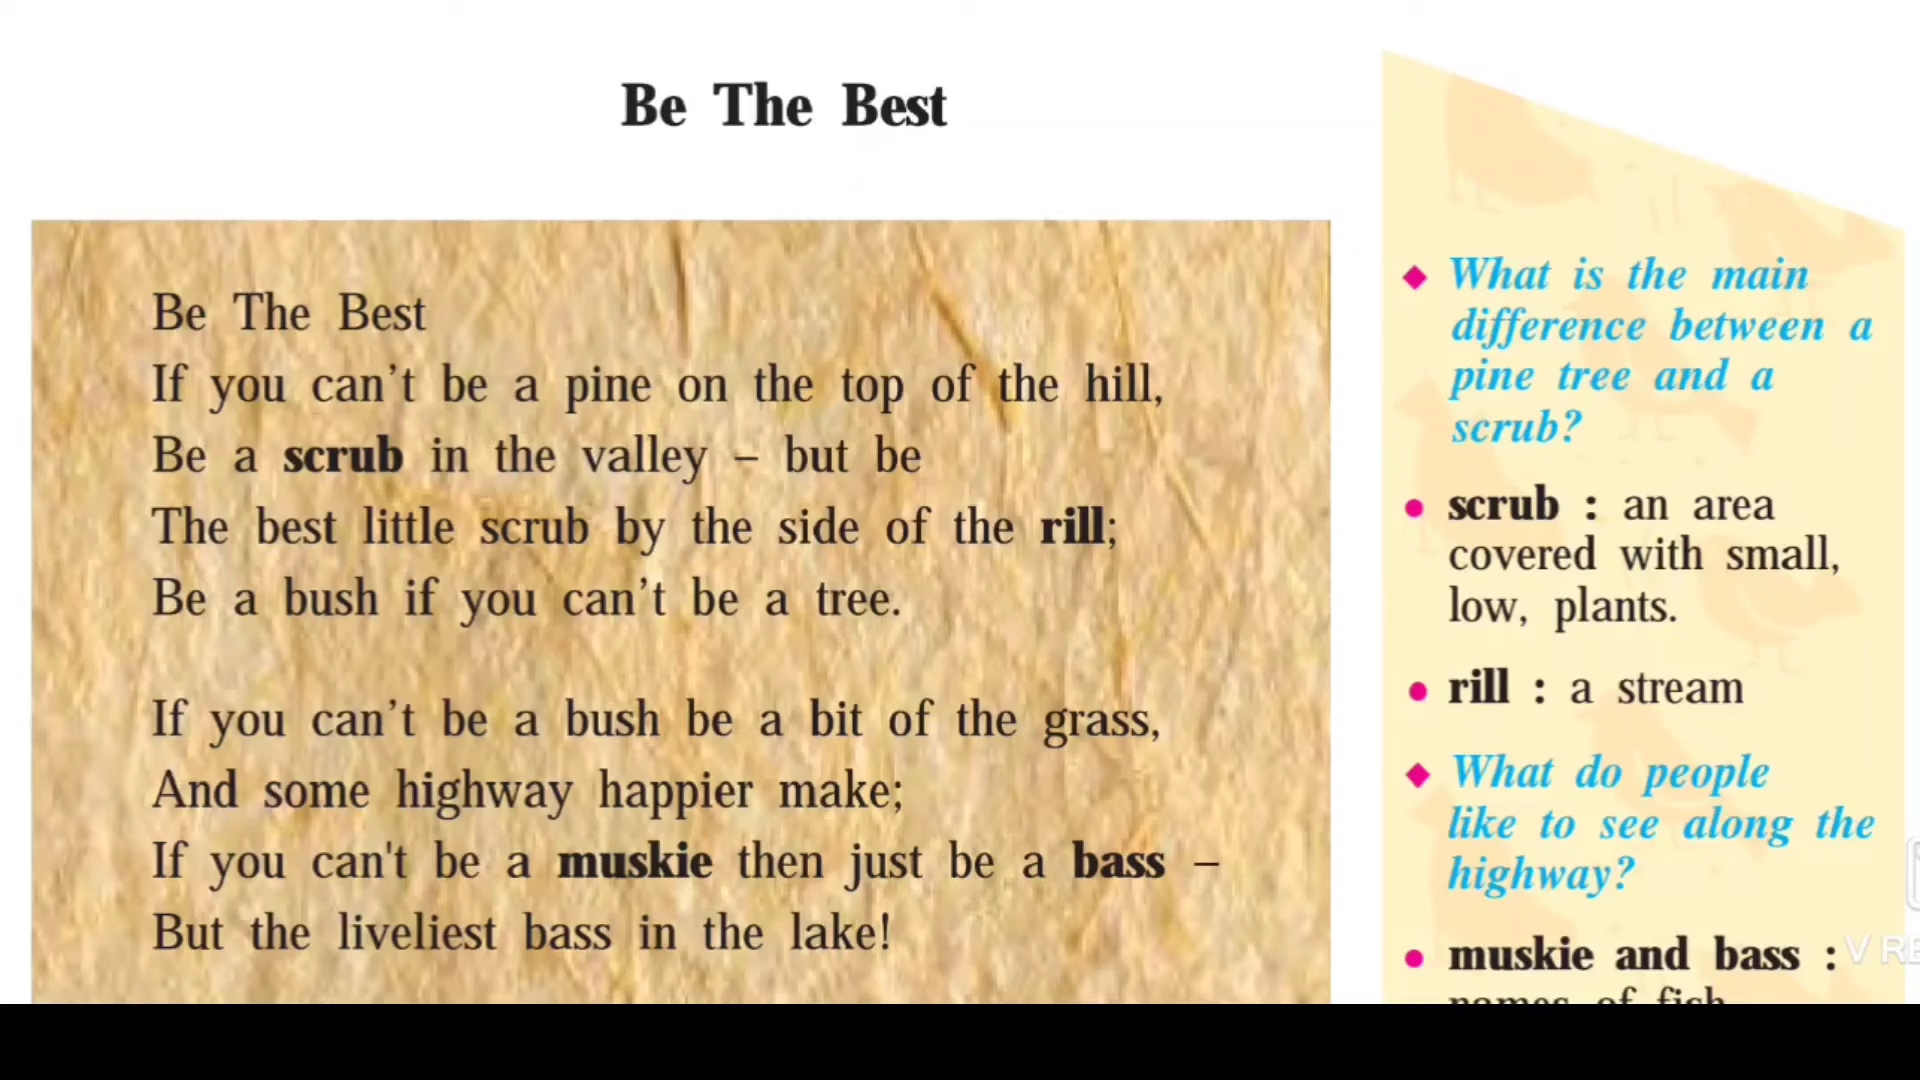 Be The Best
Be The Best
If you can't be a pine on the top of the hill,
Be a scrub in the valley – but be
The best little scrub by the side of the rill;
Be a bush if you can't be a tree.
If you can't be a bush be a bit of the grass,
And some highway happier make;
If you can't be a muskie then just be a bass –
But the liveliest bass in the lake!
What is the main
difference between a
pine tree and a
scrub?
scrub : an area
covered with small,
low, plants.
rill : a stream
What do people
like to see along the
highway?
muskie and bass :
names of fish